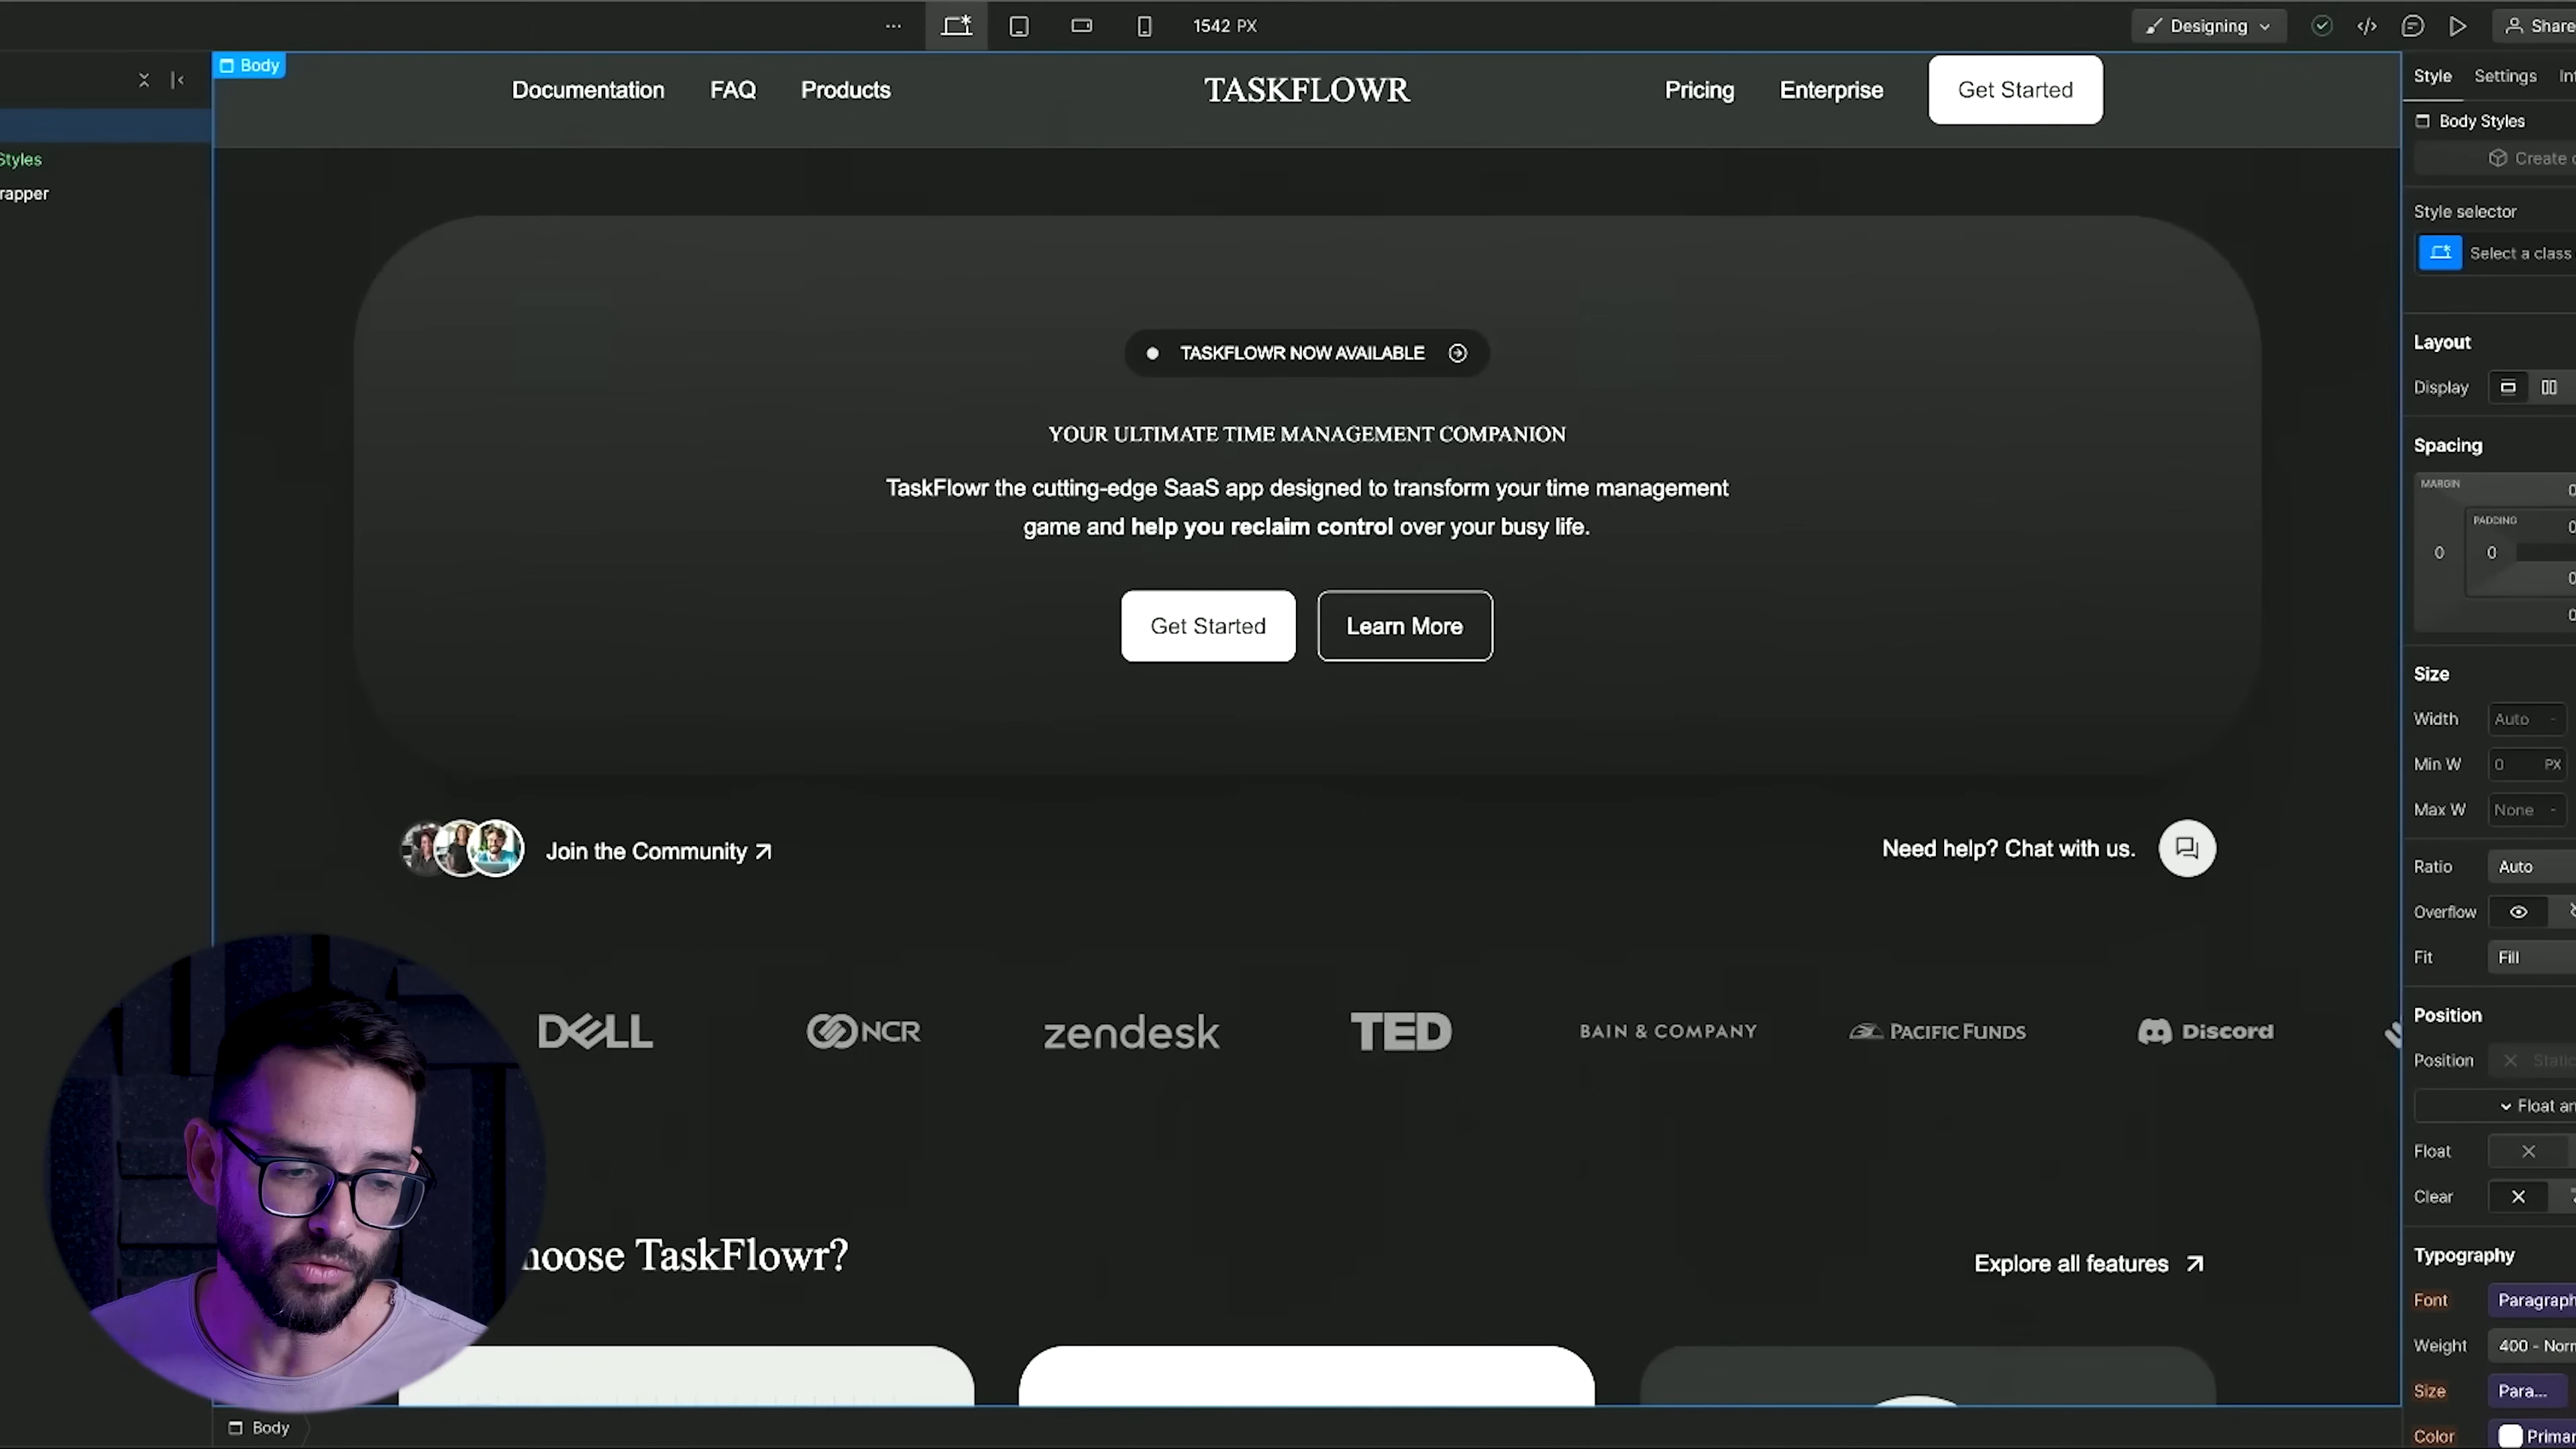 1542 PX
Designing
Share
Body
Documentation FAQ Products TASKFLOWR Pricing Enterprise Get Started
Style Settings
Body Styles
Create
Styles
Style selector
Select a class
TASKFLOWR NOW AVAILABLE
YOUR ULTIMATE TIME MANAGEMENT COMPANION
TaskFlowr the cutting-edge SaaS app designed to transform your time management
game and help you reclaim control over your busy life.
Get Started Learn More
Join the Community
Need help? Chat with us.
DELL NCR zendesk TED BAIN & COMPANY PACIFIC FUNDS Discord
TaskFlowr?
Explore all features
Body
Layout
Display
Spacing
MARGIN
PADDING
0 0
Size
Width Auto -
Min W 0 PX
Max W None -
Ratio Auto
Overflow
Fit Fill
Position
Position Static
Float
Float
Clear
Typography
Font Paragraph
Weight 400 -
Size Para...
Color